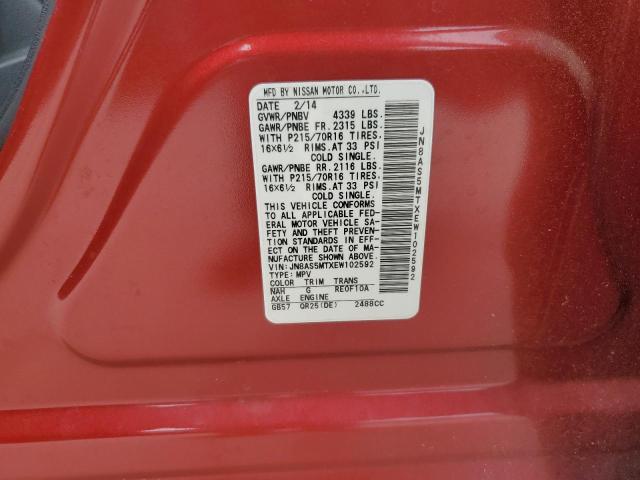 MFD BY NISSAN MOTOR CO.,LTD.
DATE 2/14
GVWR/PNBV 4339 LBS.
GAWR/PNBE FR. 2315 LBS.
WITH P215/70R16 TIRES.
16X6½ RIMS.AT 33 PSI
COLD SINGLE.
GAWR/PNBE RR. 2116 LBS.
WITH P215/70R16 TIRES.
16X6½ RIMS.AT 33 PSI
COLD SINGLE.
THIS VEHICLE CONFORMS
TO ALL APPLICABLE FED-
ERAL MOTOR VEHICLE SA-
FETY AND THEFT PREVEN-
TION STANDARDS IN EFF-
ECT ON THE DATE OF MA-
NUFACTURE SHOWN ABOVE.
VIN:JN8AS5MTXEW102592
TYPE:MPV
COLOR TRIM TRANS
NAH G RE0F10A
AXLE ENGINE
GB57 QR25(DE) 2488CC
JN8AS5MTXEW102592